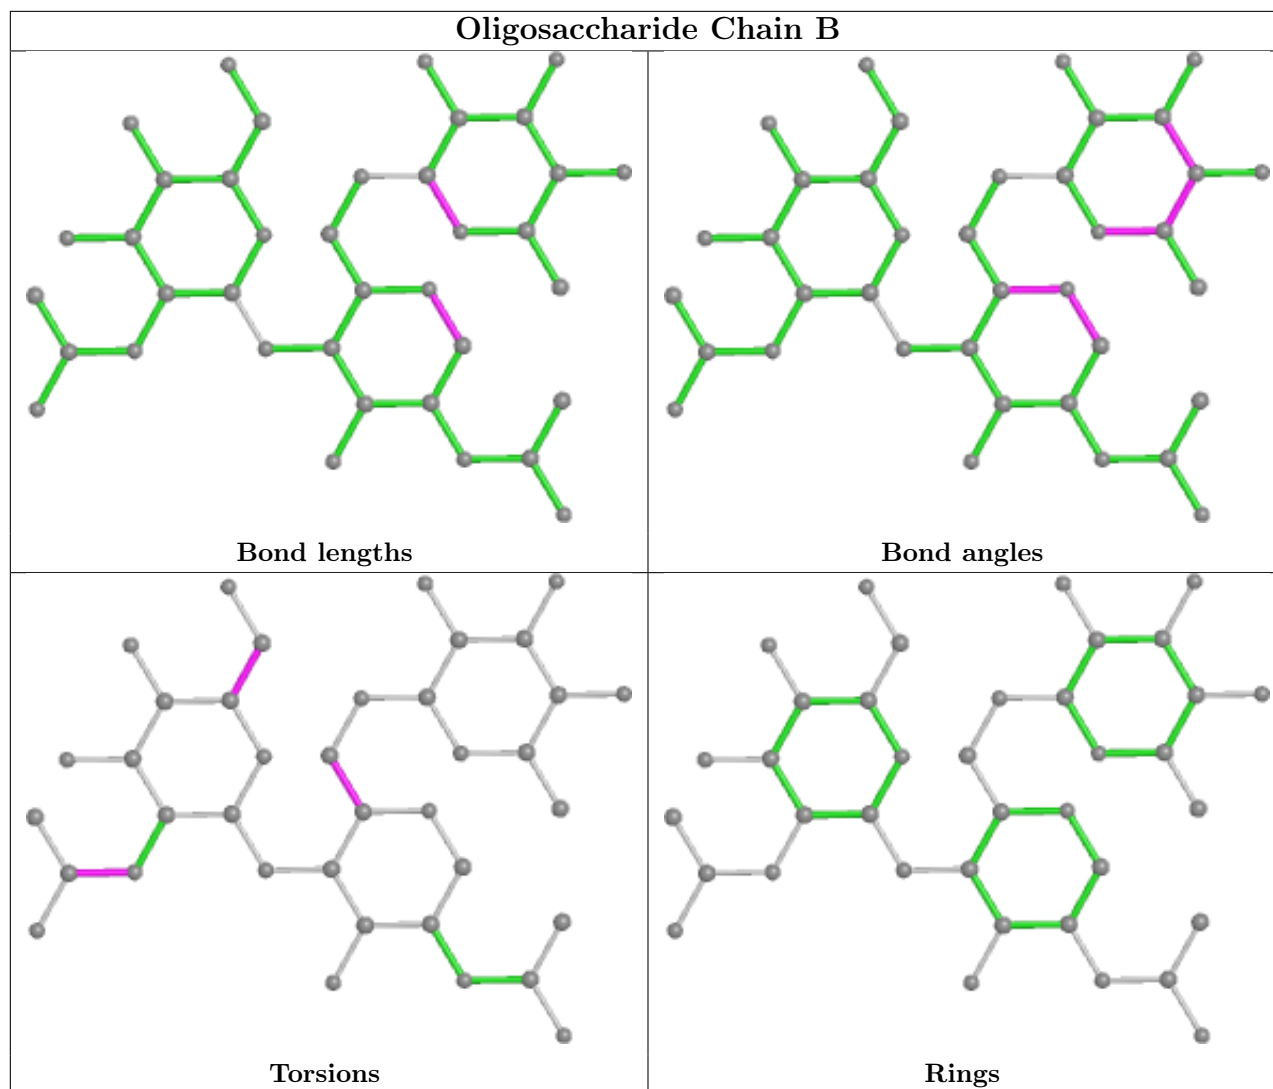 Oligosaccharide Chain B
Bond lengths
Bond angles
Torsions
Rings